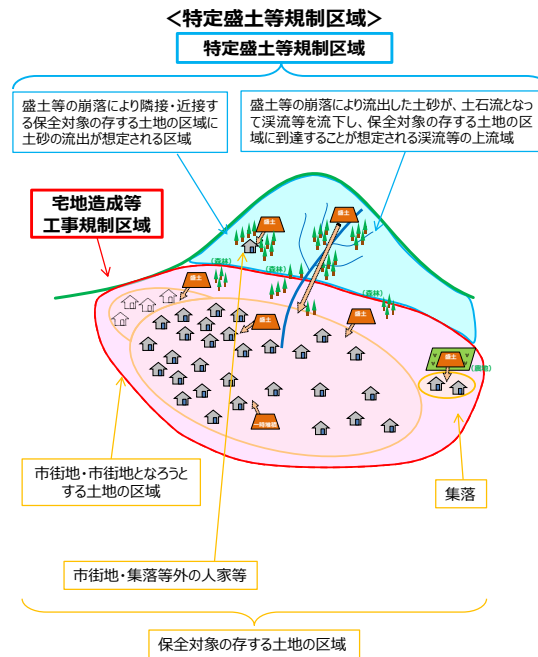 ＜特定盛土等規制区域＞
特定盛土等規制区域
盛土等の崩落により隣接・近接す
る保全対象の存する土地の区域に
土砂の流出が想定される区域
盛土等の崩落により流出した土砂が、土石流となっ
て渓流等を流下し、保全対象の存する土地の区
域に到達することが想定される渓流等の上流域
宅地造成等
工事規制区域
盛土
盛土
(森林)
(森林)
(森林)
盛土
盛土
盛土
盛土
(農地)
一時堆積
市街地・市街地となろうと
する土地の区域
集落
市街地・集落等外の人家等
保全対象の存する土地の区域